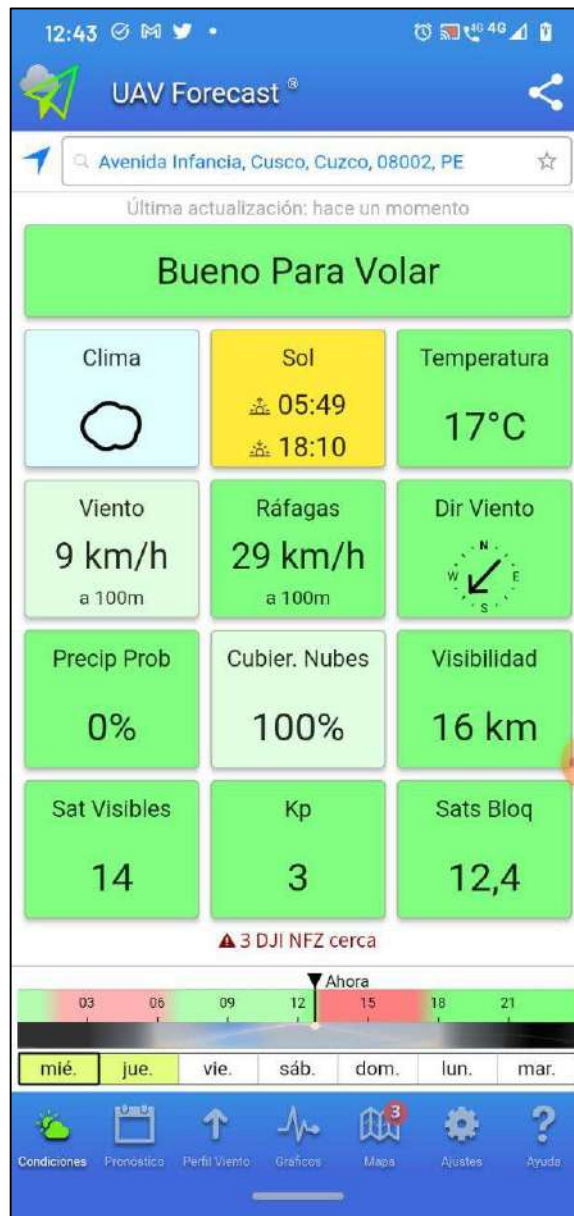 12:43
4G 4G
UAV Forecast ®
Avenida Infancia, Cusco, Cuzco, 08002, PE
Última actualización: hace un momento
Bueno Para Volar
Clima
Sol
Temperatura
05:49
18:10
17°C
Viento
Ráfagas
Dir Viento
9 km/h
29 km/h
a 100m
a 100m
N
W
E
S
Precip Prob
Cubier. Nubes
Visibilidad
0%
100%
16 km
Sat Visibles
Kp
Sats Bloq
14
3
12,4
3 DJI NFZ cerca
Ahora
03 06 09 12 15 18 21
mié. jue. vie. sáb. dom. lun. mar.
3
Condiciones Pronóstico Perfil Viento Gráficos Mapa Ajustes Ayuda